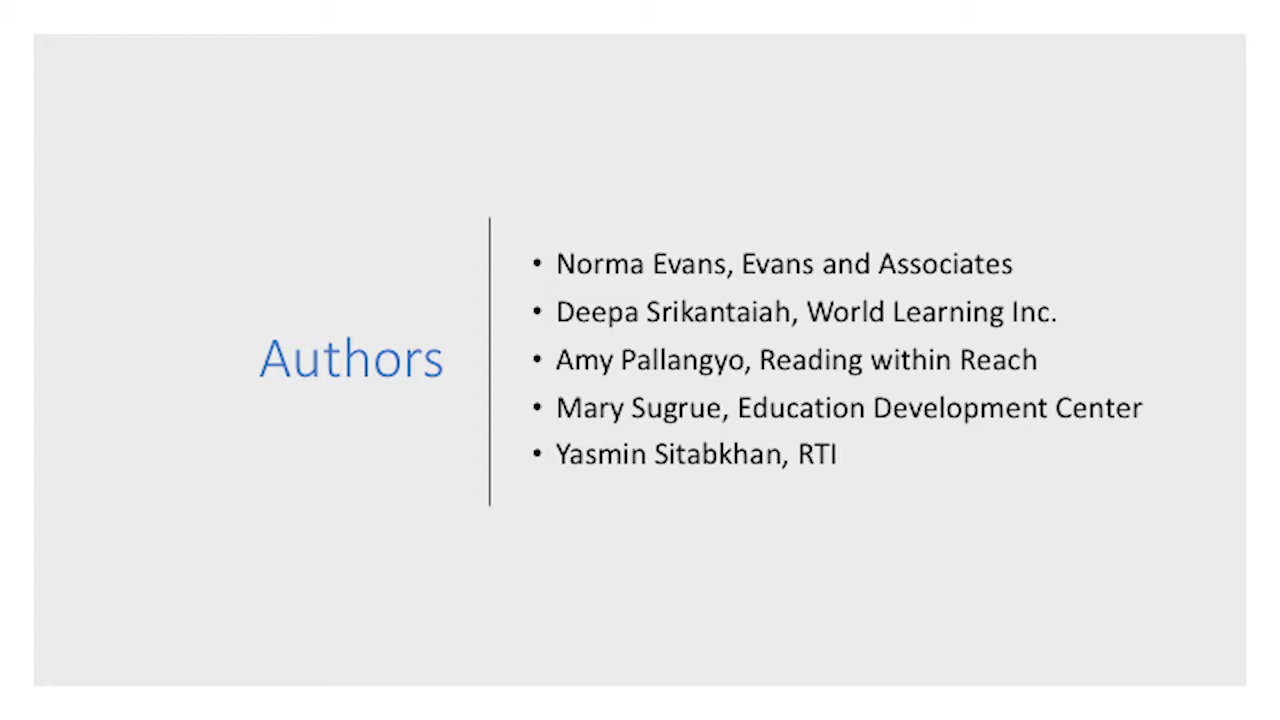 Authors
• Norma Evans, Evans and Associates
• Deepa Srikantaiah, World Learning Inc.
• Amy Pallangyo, Reading within Reach
• Mary Sugrue, Education Development Center
• Yasmin Sitabkhan, RTI